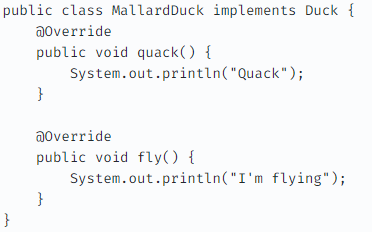 public class MallardDuck implements Duck {
    @Override
    public void quack() {
        System.out.println("Quack");
    }

    @Override
    public void fly() {
        System.out.println("I'm flying");
    }
}